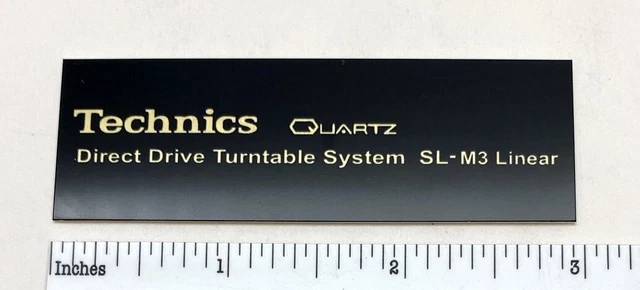 Technics QUARTZ
Direct Drive Turntable System SL-M3 Linear
Inches 1 2 3